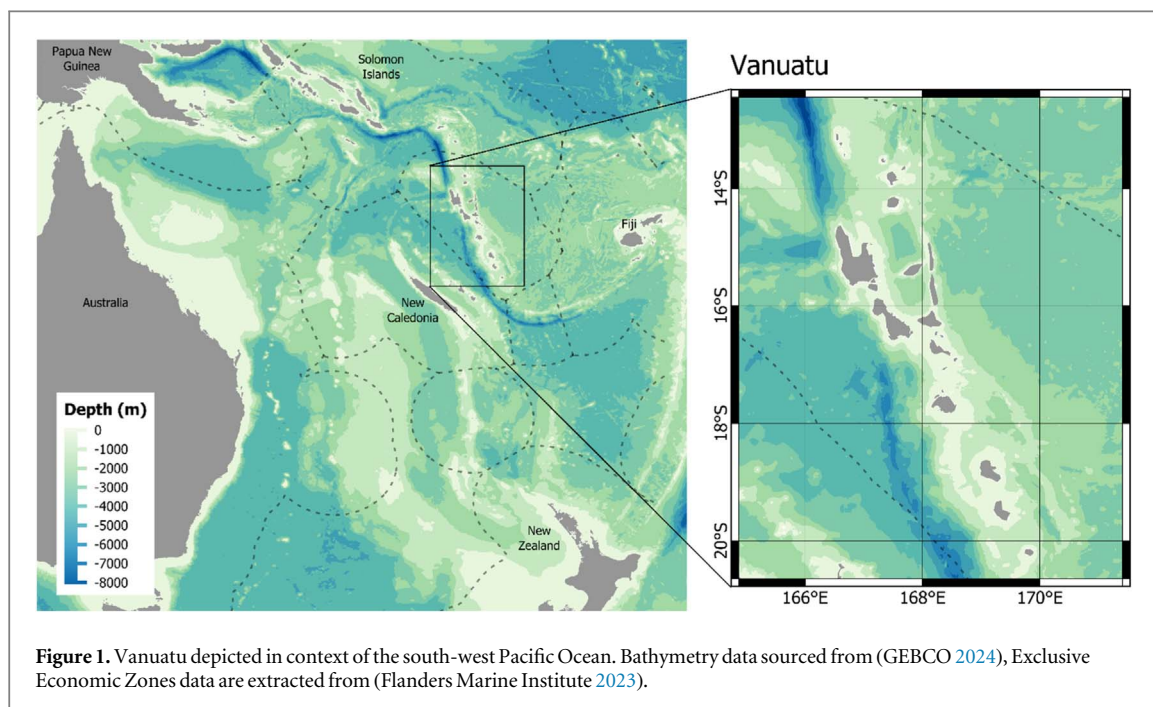 Papua New
Guinea
Solomon
Islands
Fiji
Australia
New
Caledonia
New
Zealand
Depth (m)
0
-1000
-2000
-3000
-4000
-5000
-6000
-7000
-8000
Vanuatu
14°S
16°S
18°S
20°S
166°E
168°E
170°E
Figure 1. Vanuatu depicted in context of the south-west Pacific Ocean. Bathymetry data sourced from (GEBCO 2024), Exclusive
Economic Zones data are extracted from (Flanders Marine Institute 2023).